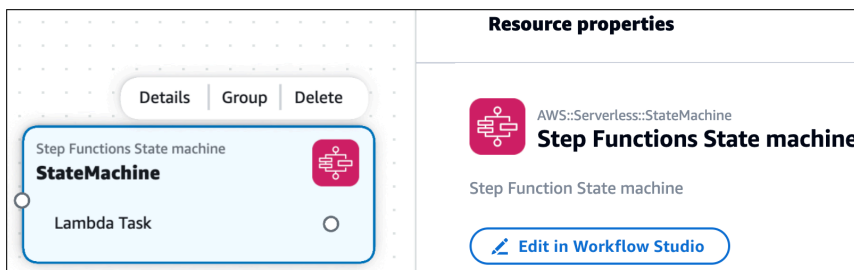 Resource properties
Details Group Delete
AWS::Serverless::StateMachine
Step Functions State machine
Step Functions State machine
StateMachine
Step Function State machine
Lambda Task
Edit in Workflow Studio